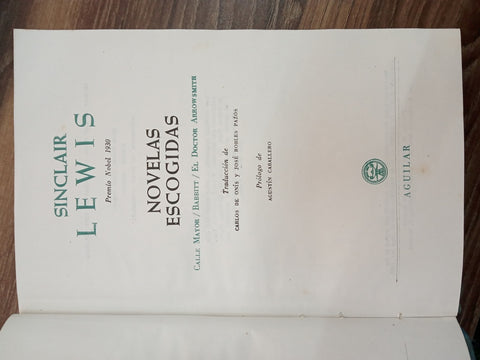 SINCLAIR
LEWIS
Premio Nobel 1930
NOVELAS
ESCOGIDAS
CALLE MAYOR / BABBITT / EL DOCTOR ARROWSMITH
Traducción de
CARLOS DE ONÍS Y JOSÉ ROBLES PAZOS
Prólogo de
AGUSTÍN CABALLERO
AGUILAR